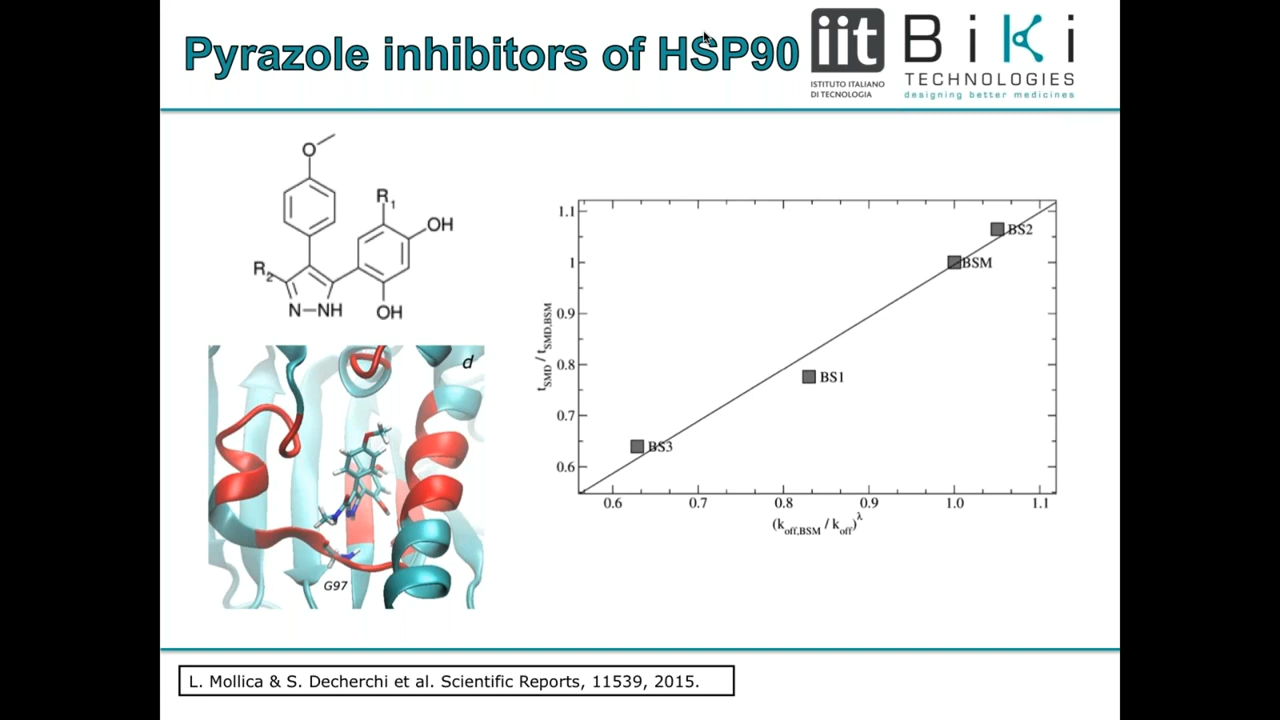 Pyrazole inhibitors of HSP90
iit
ISTITUTO ITALIANO
DI TECNOLOGIA
BiKi
TECHNOLOGIES
designing better medicines
O
R1
OH
R2
N NH
OH
d
G97
1.1
1
0.9
0.8
0.7
0.6
tSMD / tSMD,BSM
BS2
BSM
BS1
BS3
0.6 0.7 0.8 0.9 1.0 1.1
(koff,BSM / koff)λ
L. Mollica & S. Decherchi et al. Scientific Reports, 11539, 2015.